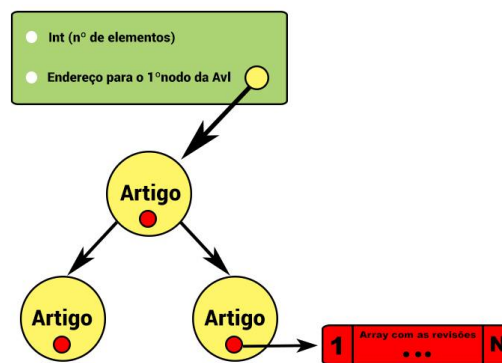 Int (nº de elementos)
Endereço para o 1ºnodo da Avl
Artigo
Artigo
Artigo
1
Array com as revisões
...
N